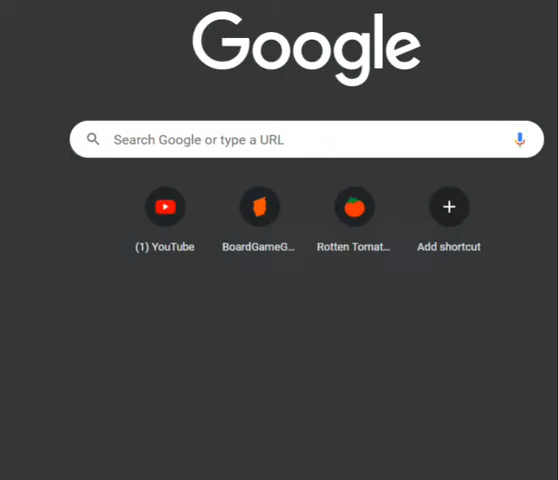 Google
Search Google or type a URL
(1) YouTube
BoardGameG...
Rotten Tomat...
Add shortcut